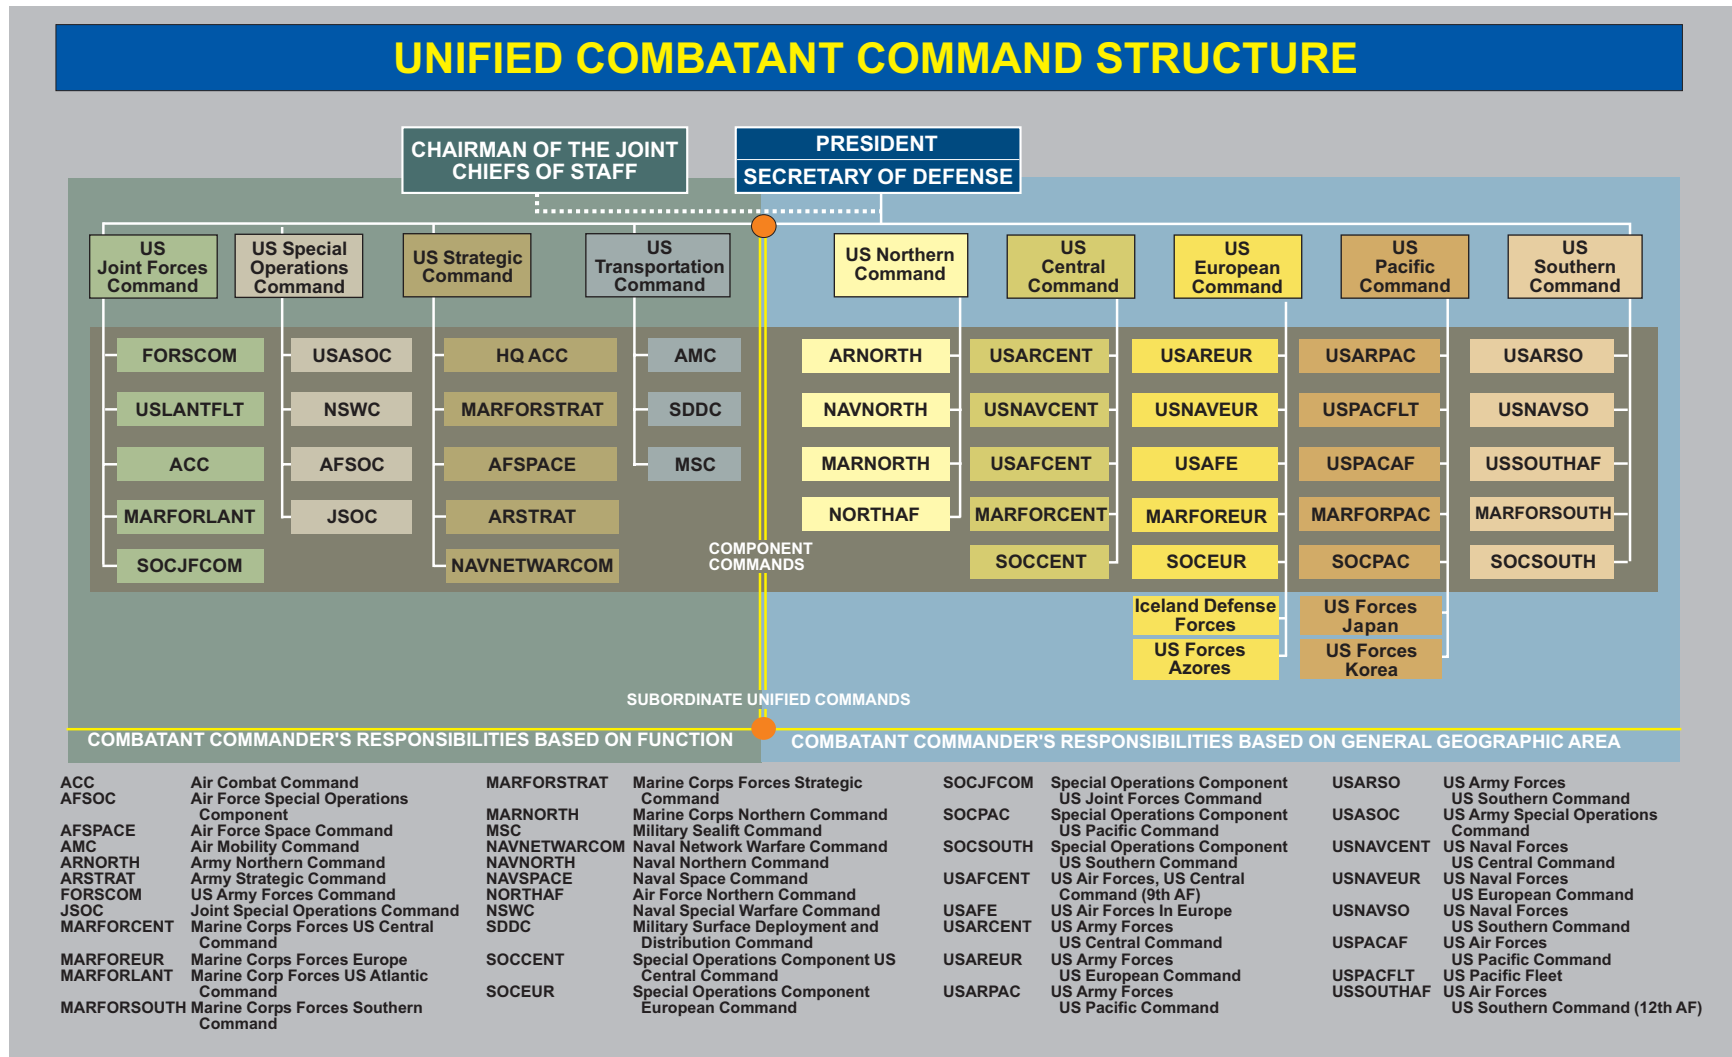 UNIFIED COMBATANT COMMAND STRUCTURE
CHAIRMAN OF THE JOINT
CHIEFS OF STAFF
PRESIDENT
SECRETARY OF DEFENSE
US
Joint Forces
Command
US Special
Operations
Command
US Strategic
Command
US
Transportation
Command
US Northern
Command
US
Central
Command
US
European
Command
US
Pacific
Command
US
Southern
Command
FORSCOM
USLANTFLT
ACC
MARFORLANT
SOCJFCOM
USASOC
NSWC
AFSOC
JSOC
HQ ACC
MARFORSTRAT
AFSPACE
ARSTRAT
NAVNETWARCOM
AMC
SDDC
MSC
ARNORTH
NAVNORTH
MARNORTH
NORTHAF
USARCENT
USNAVCENT
USAFCENT
MARFORCENT
SOCCENT
USAREUR
USNAVEUR
USAFE
MARFOREUR
SOCEUR
Iceland Defense
Forces
US Forces
Azores
USARPAC
USPACFLT
USPACAF
MARFORPAC
SOCPAC
US Forces
Japan
US Forces
Korea
USARSO
USNAVSO
USSOUTHAF
MARFORSOUTH
SOCSOUTH
COMPONENT
COMMANDS
SUBORDINATE UNIFIED COMMANDS
COMBATANT COMMANDER'S RESPONSIBILITIES BASED ON FUNCTION
COMBATANT COMMANDER'S RESPONSIBILITIES BASED ON GENERAL GEOGRAPHIC AREA
ACC Air Combat Command
AFSOC Air Force Special Operations
Component
AFSPACE Air Force Space Command
AMC Air Mobility Command
ARNORTH Army Northern Command
ARSTRAT Army Strategic Command
FORSCOM US Army Forces Command
JSOC Joint Special Operations Command
MARFORCENT Marine Corps Forces US Central
Command
MARFOREUR Marine Corps Forces Europe
MARFORLANT Marine Corp Forces US Atlantic
Command
MARFORSOUTH Marine Corps Forces Southern
Command
MARFORSTRAT Marine Corps Forces Strategic
Command
MARNORTH Marine Corps Northern Command
MSC Military Sealift Command
NAVNETWARCOM Naval Network Warfare Command
NAVNORTH Naval Northern Command
NAVSPACE Naval Space Command
NORTHAF Air Force Northern Command
NSWC Naval Special Warfare Command
SDDC Military Surface Deployment and
Distribution Command
SOCCENT Special Operations Component US
Central Command
SOCEUR Special Operations Component
European Command
SOCJFCOM Special Operations Component
US Joint Forces Command
SOCPAC Special Operations Component
US Pacific Command
SOCSOUTH Special Operations Component
US Southern Command
USAFCENT US Air Forces, US Central
Command (9th AF)
USAFE US Air Forces In Europe
USARCENT US Army Forces
US Central Command
USAREUR US Army Forces
US European Command
USARPAC US Army Forces
US Pacific Command
USARSO US Army Forces
US Southern Command
USASOC US Army Special Operations
Command
USNAVCENT US Naval Forces
US Central Command
USNAVEUR US Naval Forces
US European Command
USNAVSO US Naval Forces
US Southern Command
USPACAF US Air Forces
US Pacific Command
USPACFLT US Pacific Fleet
USSOUTHAF US Air Forces
US Southern Command (12th AF)